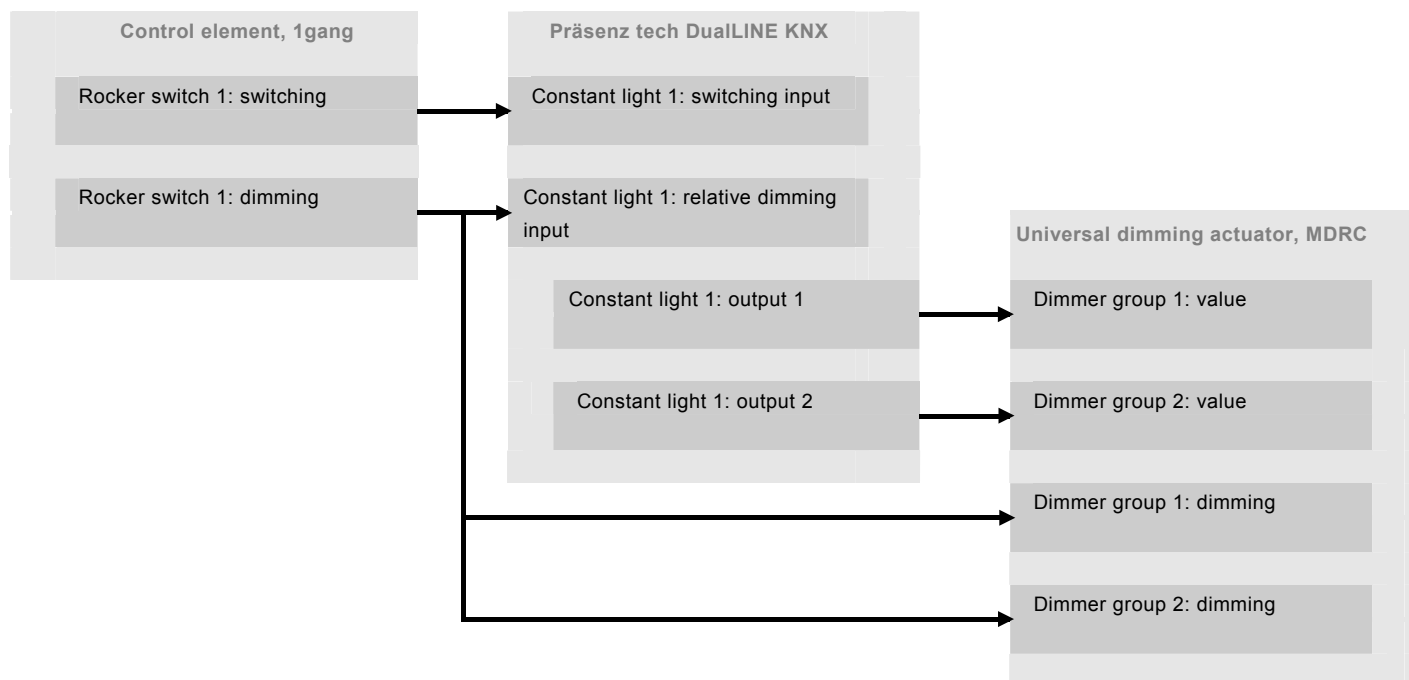 Control element, 1gang
Rocker switch 1: switching
Rocker switch 1: dimming
Präsenz tech DualLINE KNX
Constant light 1: switching input
Constant light 1: relative dimming
input
Constant light 1: output 1
Constant light 1: output 2
Universal dimming actuator, MDRC
Dimmer group 1: value
Dimmer group 2: value
Dimmer group 1: dimming
Dimmer group 2: dimming